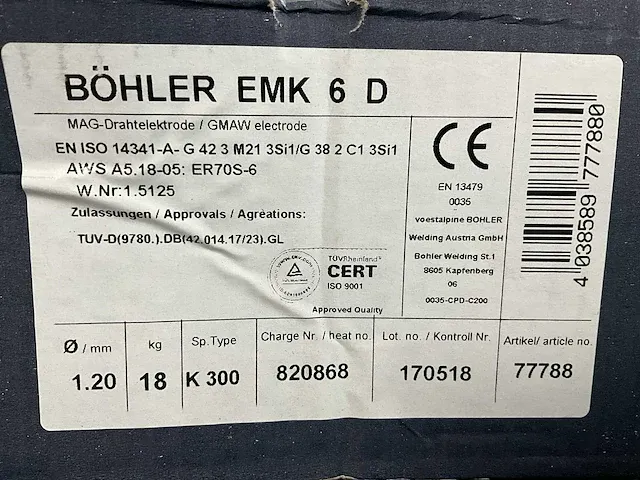 BÖHLER EMK 6 D
MAG-Drahtelektrode / GMAW electrode
EN ISO 14341-A- G 42 3 M21 3Si1/G 38 2 C1 3Si1
AWS A5.18-05: ER70S-6
W.Nr:1.5125
Zulassungen / Approvals / Agréations:
TUV-D(9780.).DB(42.014.17/23).GL
TÜVRheinland®
CERT
ISO 9001
Approved Quality
CE
EN 13479
0035
voestalpine BOHLER
Welding Austria GmbH
Bohler Welding St.1
8605 Kapfenberg
06
0035-CPD-C200
4 038589 777880
Ø / mm
1.20
kg
18
Sp.Type
K 300
Charge Nr. / heat no.
820868
Lot. no. / Kontroll Nr.
170518
Artikel/ article no.
77788